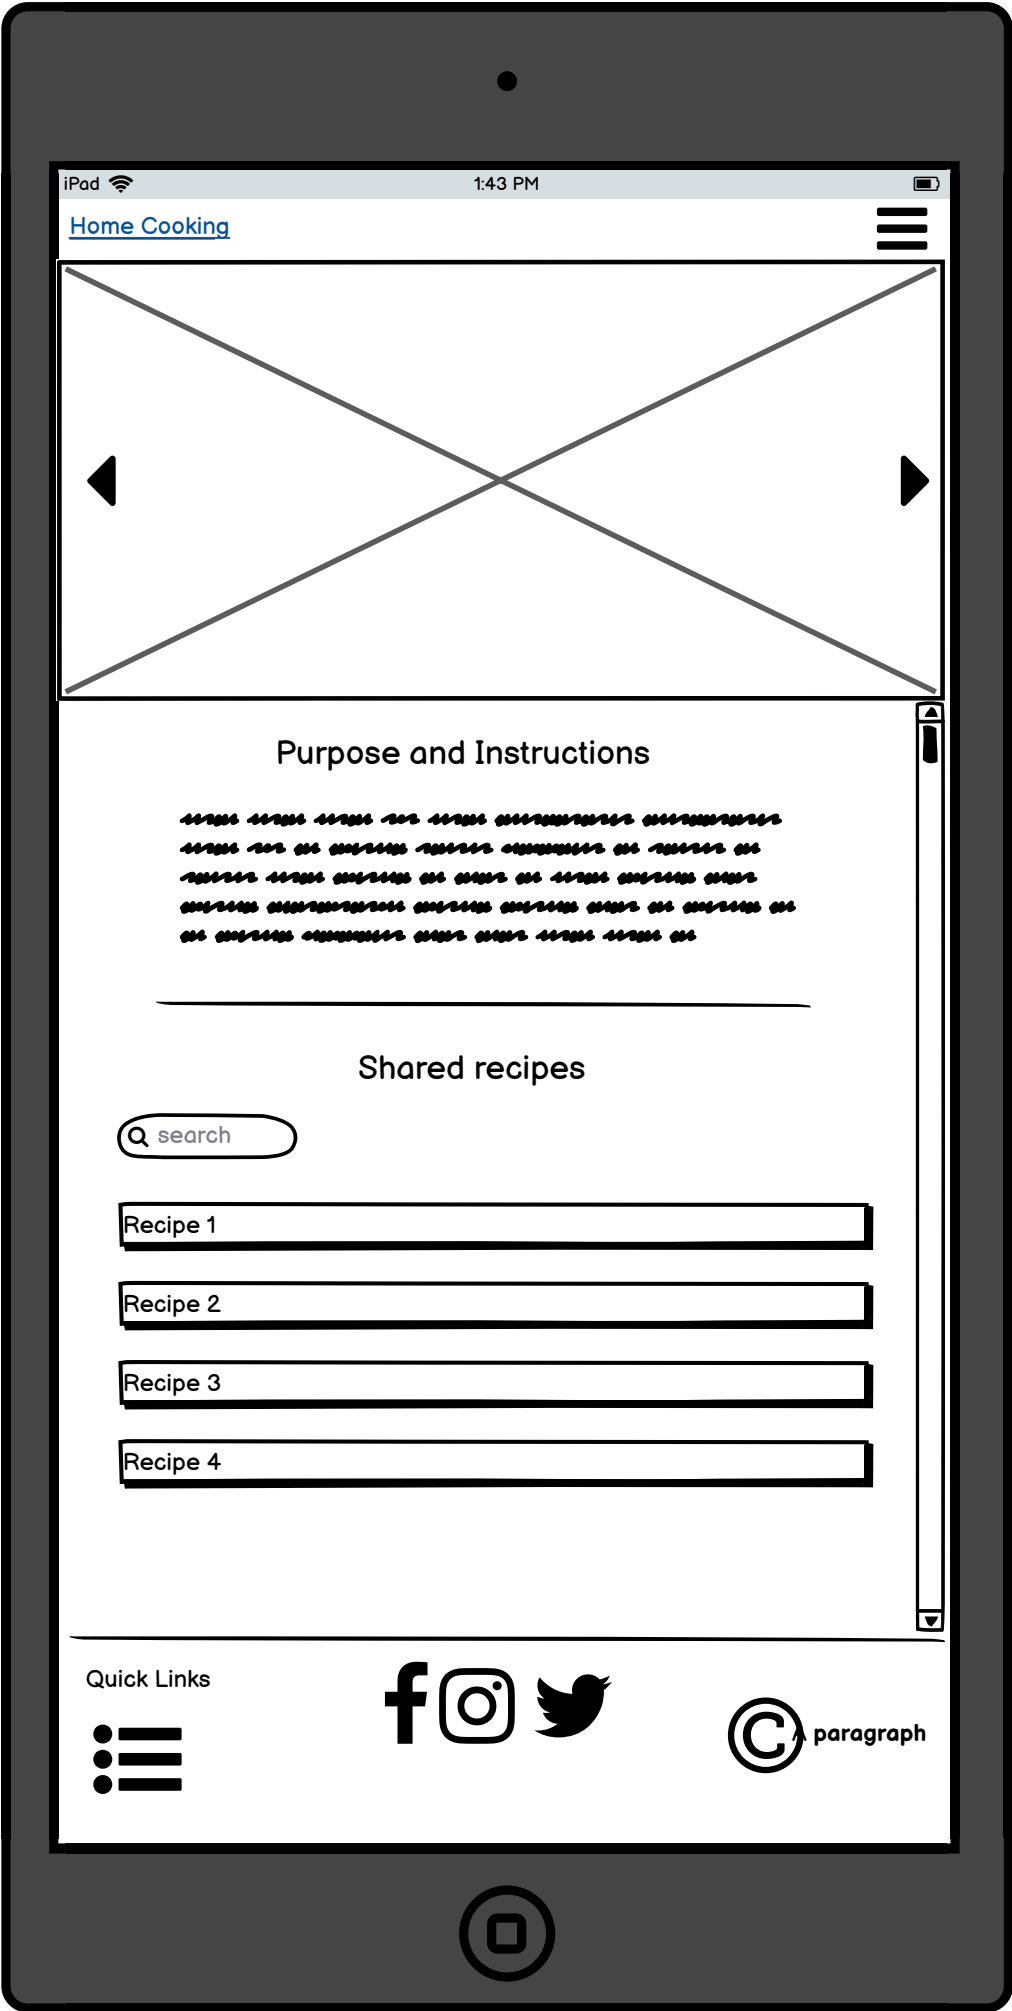 iPad 1:43 PM
Home Cooking
Purpose and Instructions
Shared recipes
search
Recipe 1
Recipe 2
Recipe 3
Recipe 4
Quick Links
© A paragraph